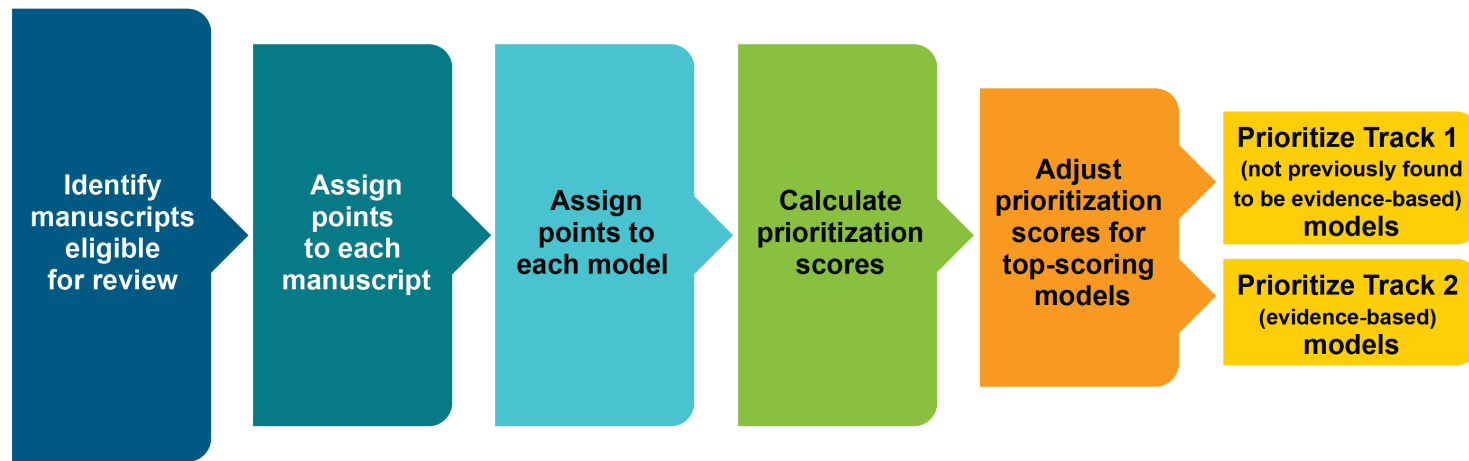 Identify
manuscripts
eligible
for review
Assign
points
to each
manuscript
Assign
points to
each model
Calculate
prioritization
scores
Adjust
prioritization
scores for
top-scoring
models
Prioritize Track 1
(not previously found
to be evidence-based)
models
Prioritize Track 2
(evidence-based)
models